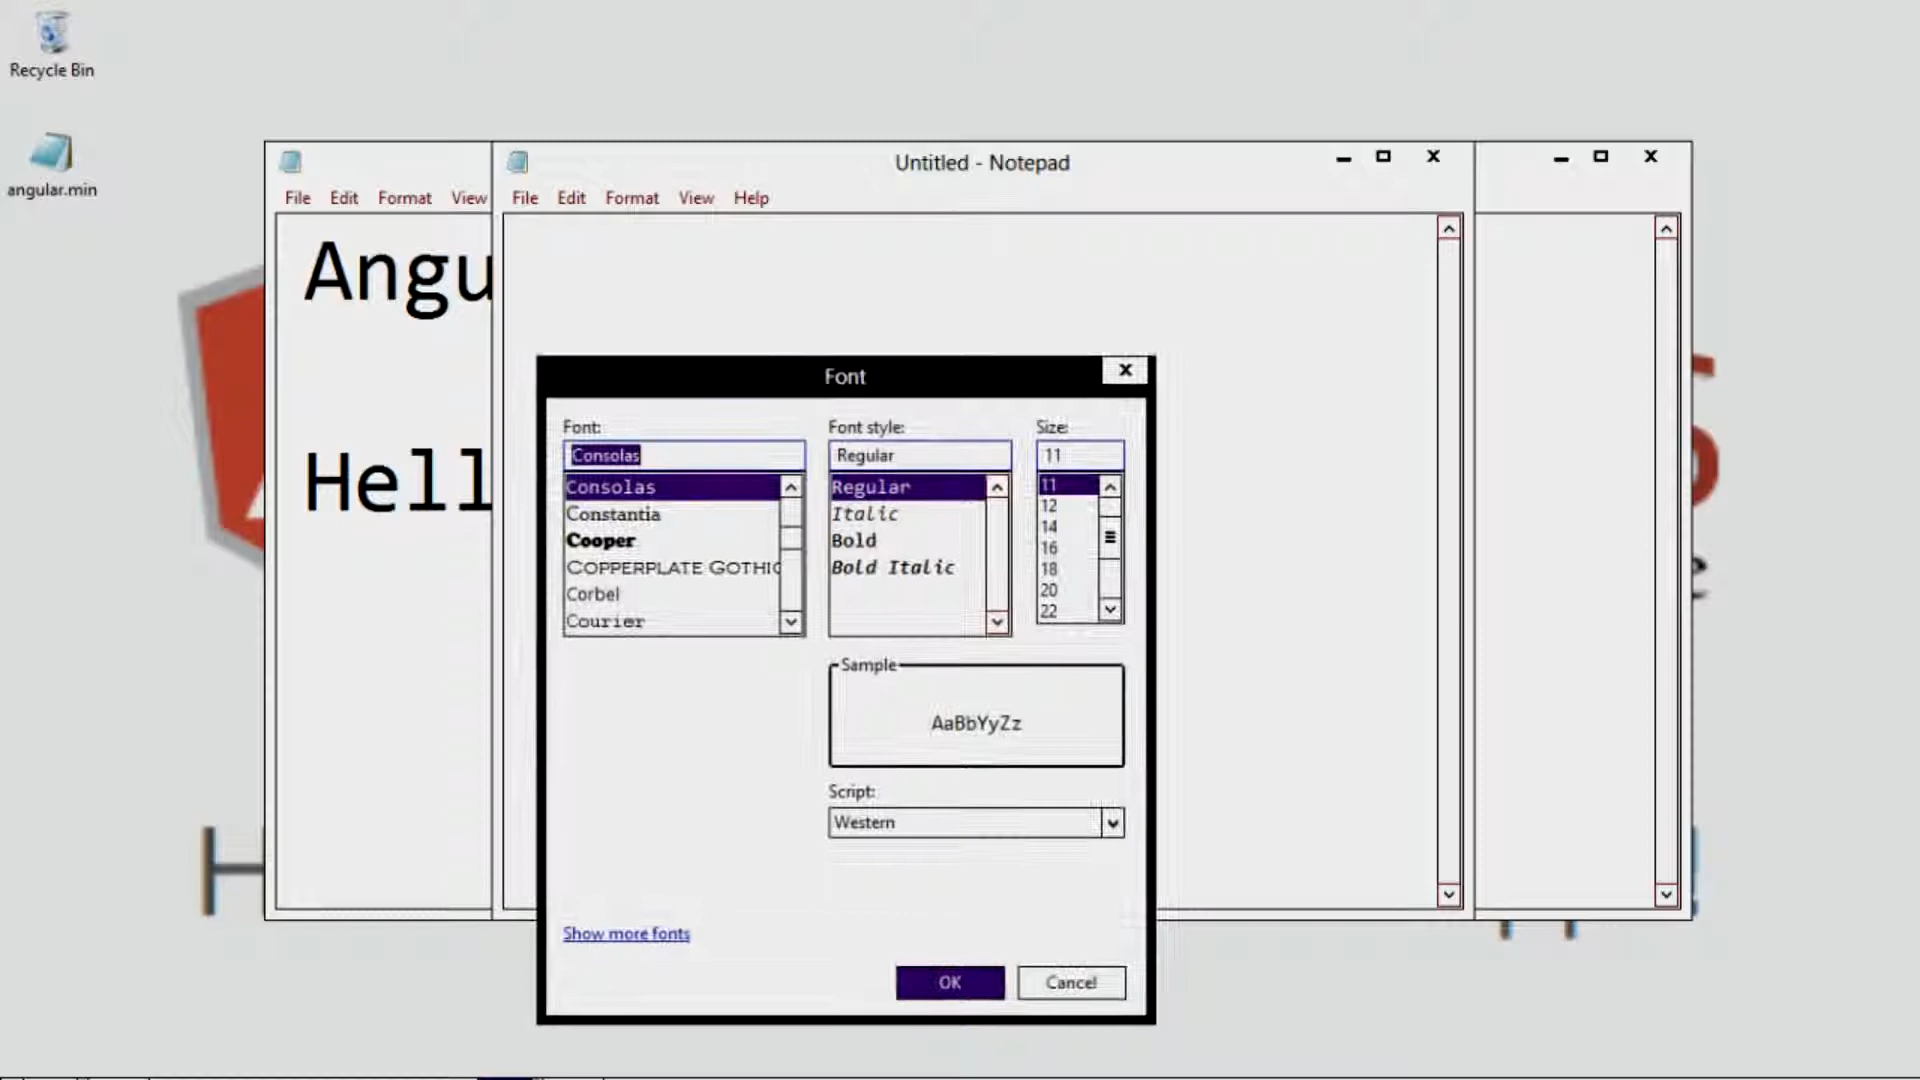 Recycle Bin
angular.min
Untitled - Notepad
File Edit Format View
File Edit Format View Help
Angu
Hell
Font
Font:
Font style:
Size:
Consolas
Regular
11
Consolas
Constantia
Cooper
Copperplate Gothic
Corbel
Courier
Regular
Italic
Bold
Bold Italic
11
12
14
16
18
20
22
Sample
AaBbYyZz
Script:
Western
Show more fonts
OK
Cancel